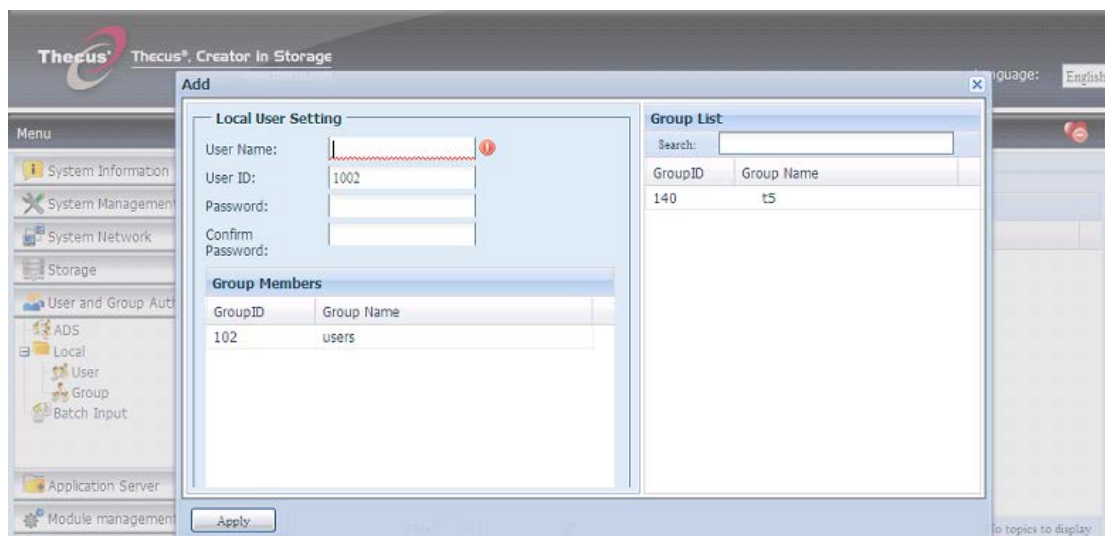 Thecus®
Thecus®, Creator in Storage
nguage:
English
Menu
System Information
System Management
System Network
Storage
User and Group Auth
ADS
Local
User
Group
Batch Input
Application Server
Module management
Add
Local User Setting
User Name:
User ID:
1002
Password:
Confirm
Password:
Group Members
GroupID Group Name
102 users
Group List
Search:
GroupID Group Name
140 t5
Apply
to topics to display